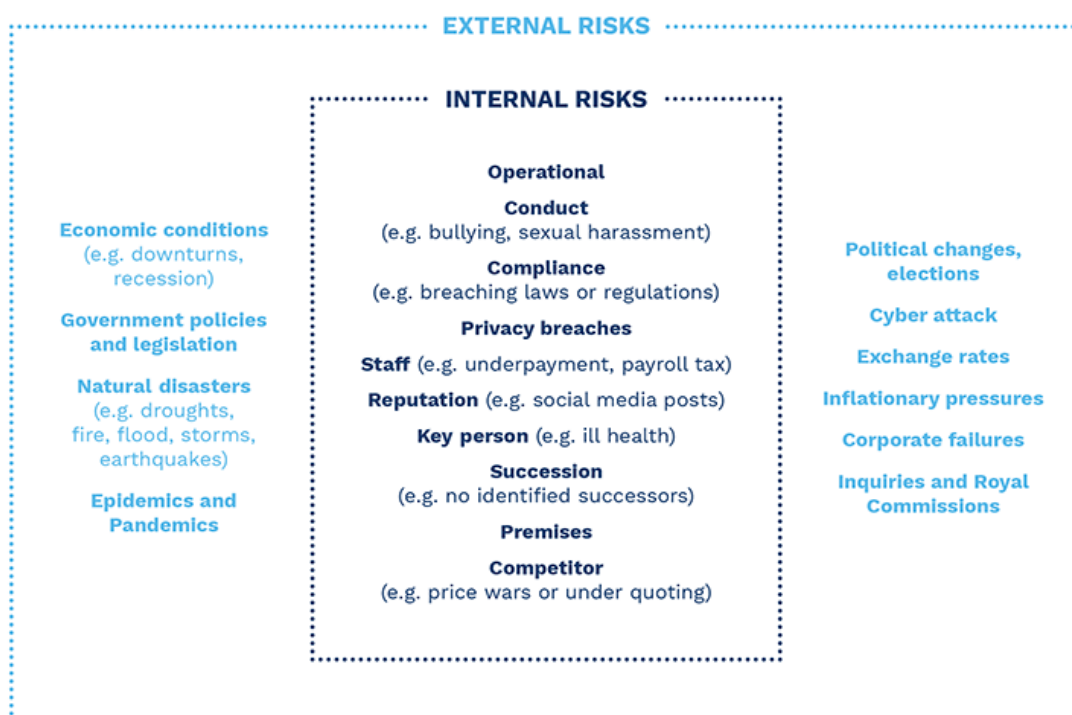 EXTERNAL RISKS
INTERNAL RISKS
Economic conditions
(e.g. downturns,
recession)
Government policies
and legislation
Natural disasters
(e.g. droughts,
fire, flood, storms,
earthquakes)
Epidemics and
Pandemics
Operational
Conduct
(e.g. bullying, sexual harassment)
Compliance
(e.g. breaching laws or regulations)
Privacy breaches
Staff (e.g. underpayment, payroll tax)
Reputation (e.g. social media posts)
Key person (e.g. ill health)
Succession
(e.g. no identified successors)
Premises
Competitor
(e.g. price wars or under quoting)
Political changes,
elections
Cyber attack
Exchange rates
Inflationary pressures
Corporate failures
Inquiries and Royal
Commissions